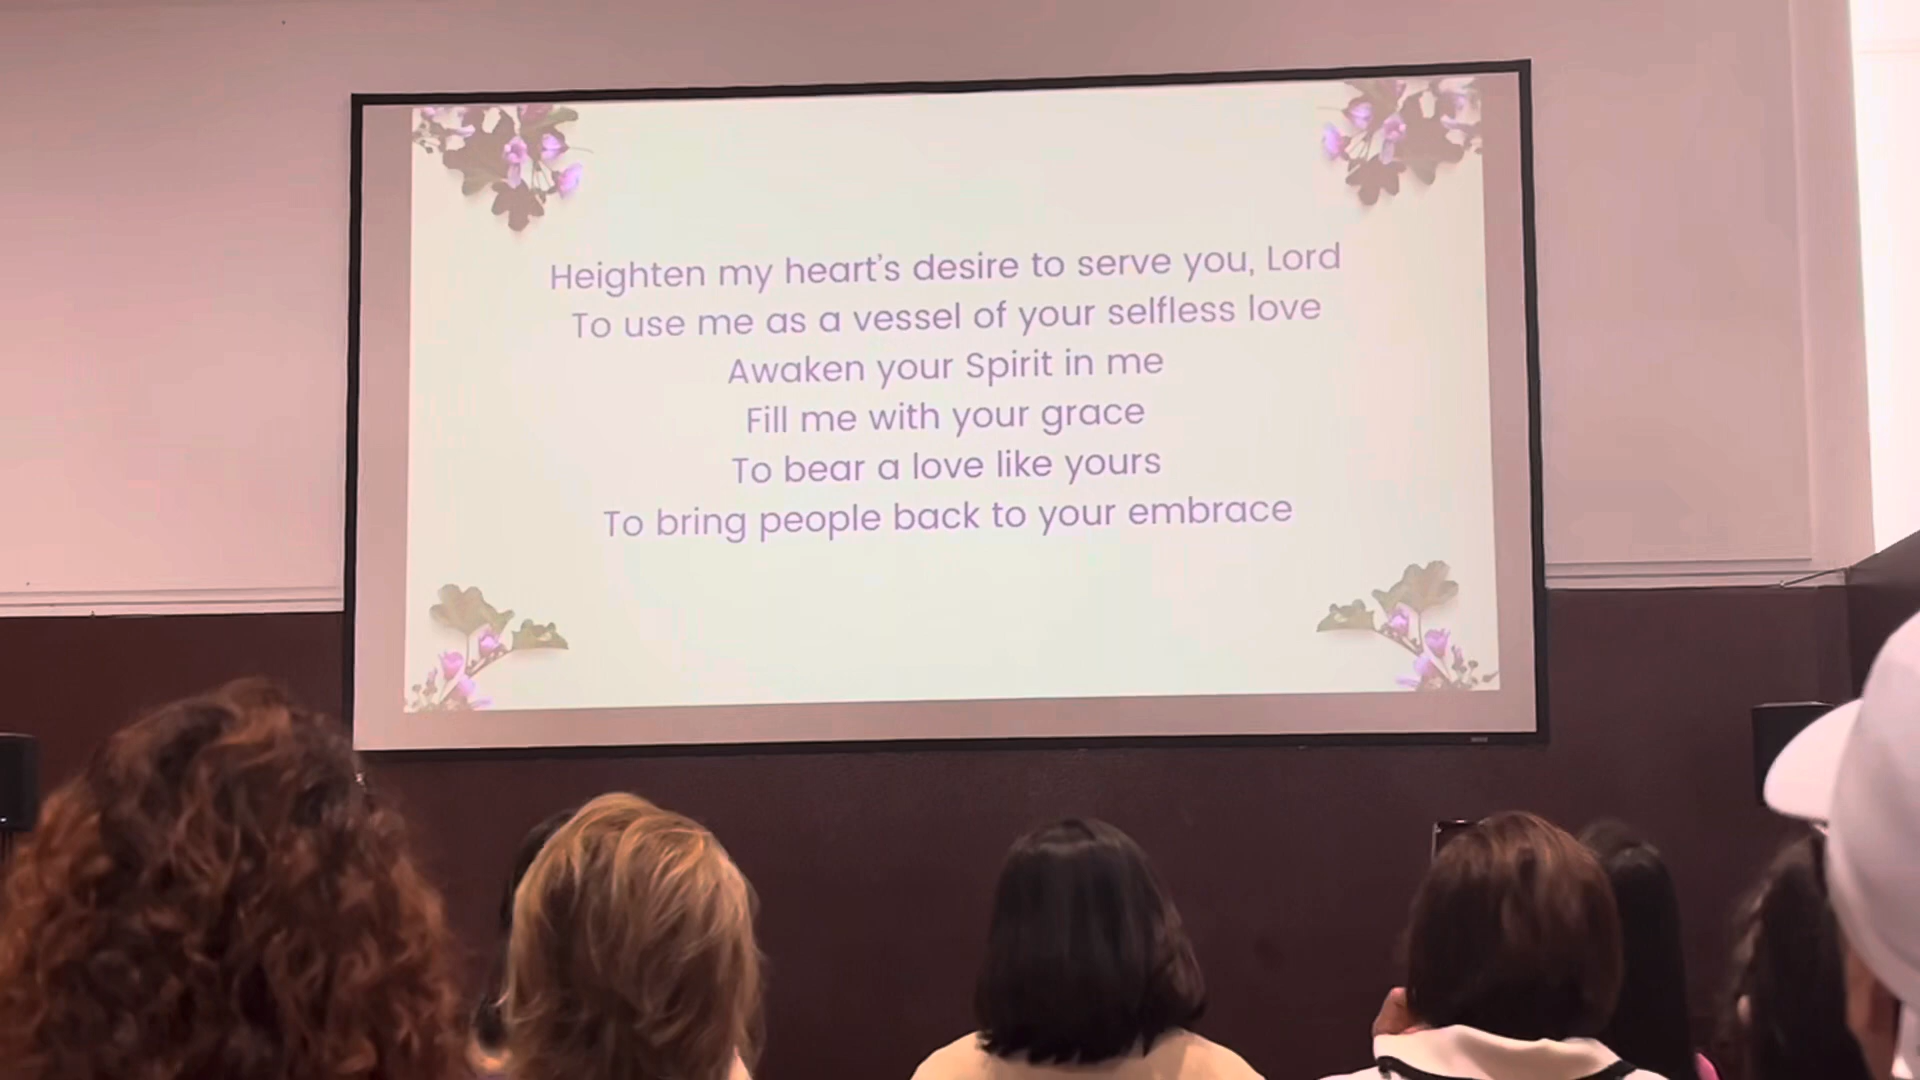 Heighten my heart's desire to serve you, Lord
To use me as a vessel of your selfless love
Awaken your Spirit in me
Fill me with your grace
To bear a love like yours
To bring people back to your embrace